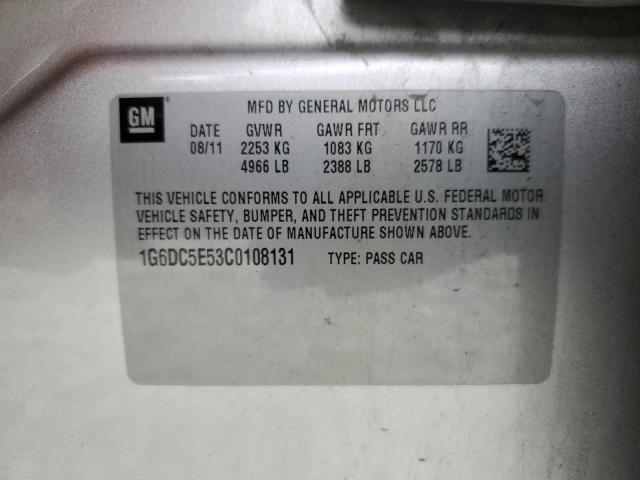 GM
MFD BY GENERAL MOTORS LLC
DATE GVWR GAWR FRT GAWR RR
08/11 2253 KG 1083 KG 1170 KG
4966 LB 2388 LB 2578 LB
THIS VEHICLE CONFORMS TO ALL APPLICABLE U.S. FEDERAL MOTOR
VEHICLE SAFETY, BUMPER, AND THEFT PREVENTION STANDARDS IN
EFFECT ON THE DATE OF MANUFACTURE SHOWN ABOVE.
1G6DC5E53C0108131 TYPE: PASS CAR